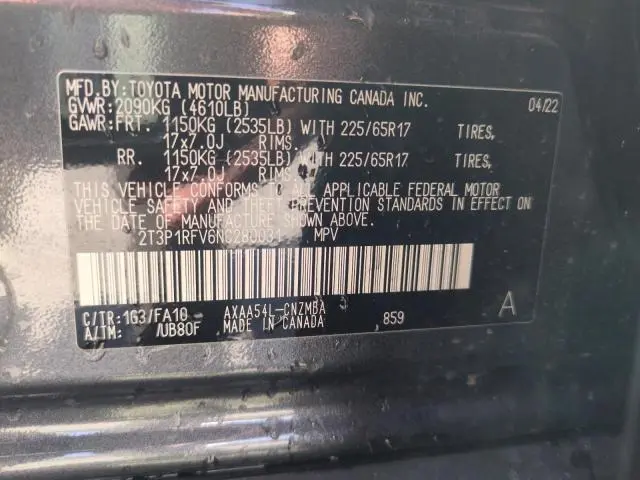 MFD.BY:TOYOTA MOTOR MANUFACTURING CANADA INC. 04/22
GVWR:2090KG (4610LB)
GAWR:FRT. 1150KG (2535LB) WITH 225/65R17 TIRES,
17x7.0J RIMS.
RR. 1150KG (2535LB) WITH 225/65R17 TIRES,
17x7.0J RIMS.
THIS VEHICLE CONFORMS TO ALL APPLICABLE FEDERAL MOTOR
VEHICLE SAFETY AND THEFT PREVENTION STANDARDS IN EFFECT ON
THE DATE OF MANUFACTURE SHOWN ABOVE.
MPV
C/TR:1G3/FA10 AXAA54L-CNZMBA 859 A
A/TM: /UB80F MADE IN CANADA